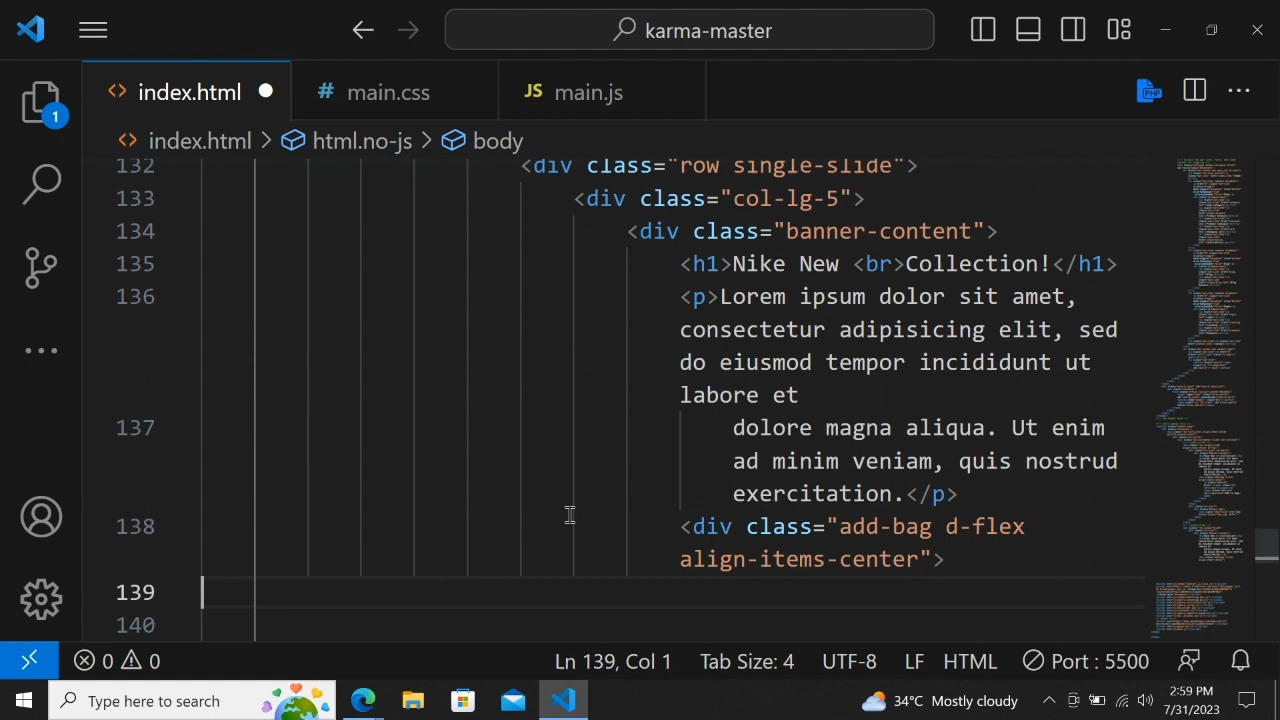 karma-master
index.html
# main.css
JS main.js
PHP
1
index.html > html.no-js > body
132 <div class="row single-slide">
133 <div class="col-lg-5">
134 <div class="banner-content">
135 <h1>Nike New <br>Collection!</h1>
136 <p>Lorem ipsum dolor sit amet,
consectetur adipisicing elit, sed
do eiusmod tempor incididunt ut
labore et
137 dolore magna aliqua. Ut enim
ad minim veniam, quis nostrud
exercitation.</p>
138 <div class="add-bag d-flex
align-items-center">
139
140
0 0
Ln 139, Col 1 Tab Size: 4 UTF-8 LF HTML Port : 5500
Type here to search
34°C Mostly cloudy
2:59 PM
7/31/2023